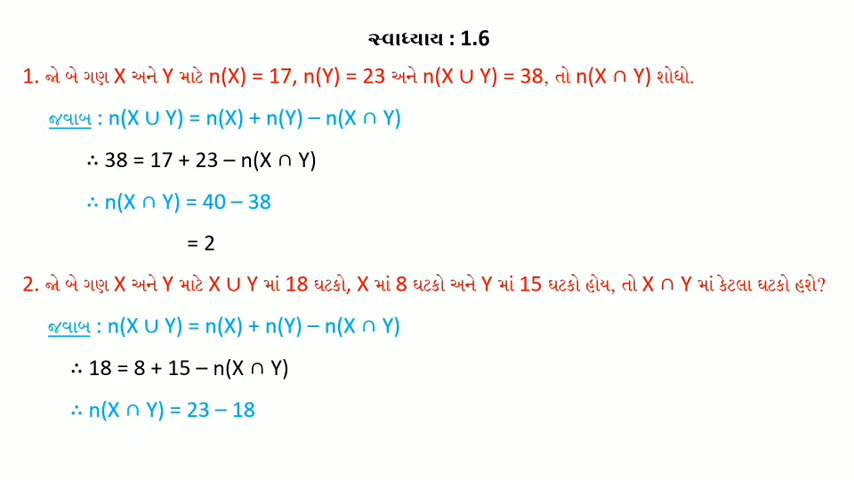 સ્વાધ્યાય : 1.6
1. જો બે ગણ X અને Y માટે n(X) = 17, n(Y) = 23 અને n(X ∪ Y) = 38, તો n(X ∩ Y) શોધો.
જવાબ : n(X ∪ Y) = n(X) + n(Y) – n(X ∩ Y)
∴ 38 = 17 + 23 – n(X ∩ Y)
∴ n(X ∩ Y) = 40 – 38
= 2
2. જો બે ગણ X અને Y માટે X ∪ Y માં 18 ઘટકો, X માં 8 ઘટકો અને Y માં 15 ઘટકો હોય, તો X ∩ Y માં કેટલા ઘટકો હશે?
જવાબ : n(X ∪ Y) = n(X) + n(Y) – n(X ∩ Y)
∴ 18 = 8 + 15 – n(X ∩ Y)
∴ n(X ∩ Y) = 23 – 18